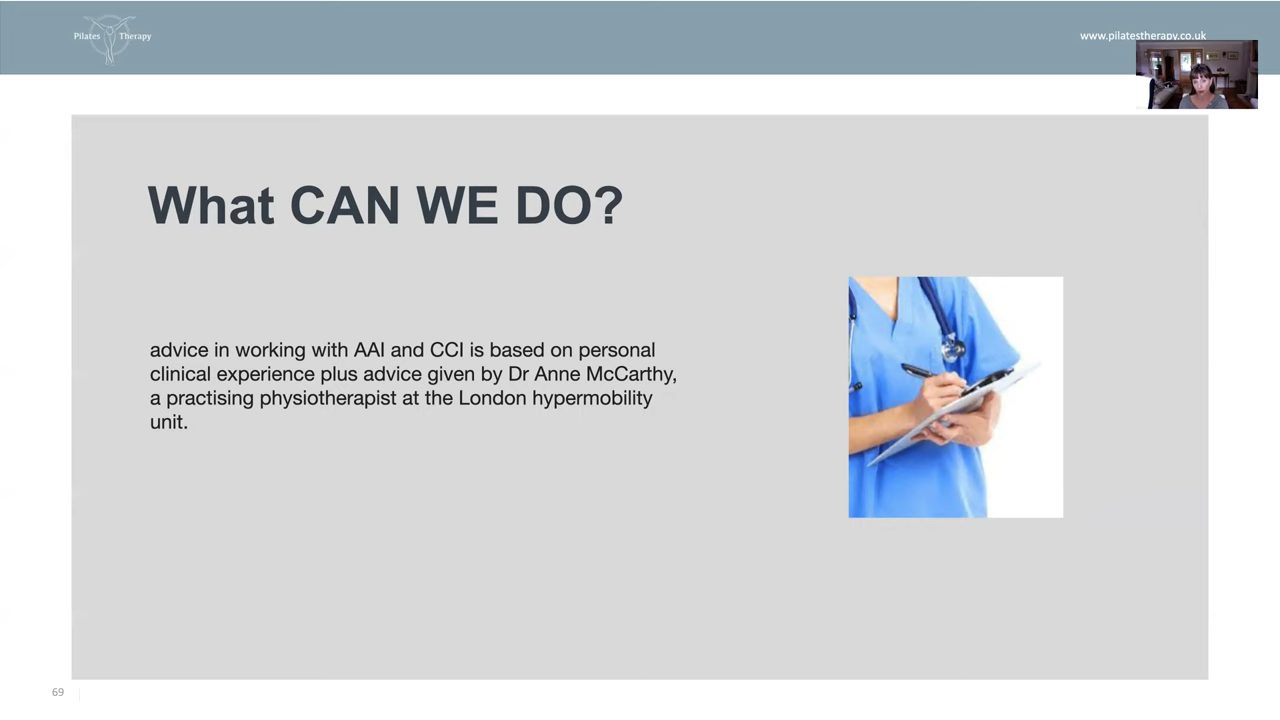 Pilates Therapy
www.pilatestherapy.co.uk
What CAN WE DO?
advice in working with AAI and CCI is based on personal
clinical experience plus advice given by Dr Anne McCarthy,
a practising physiotherapist at the London hypermobility
unit.
69